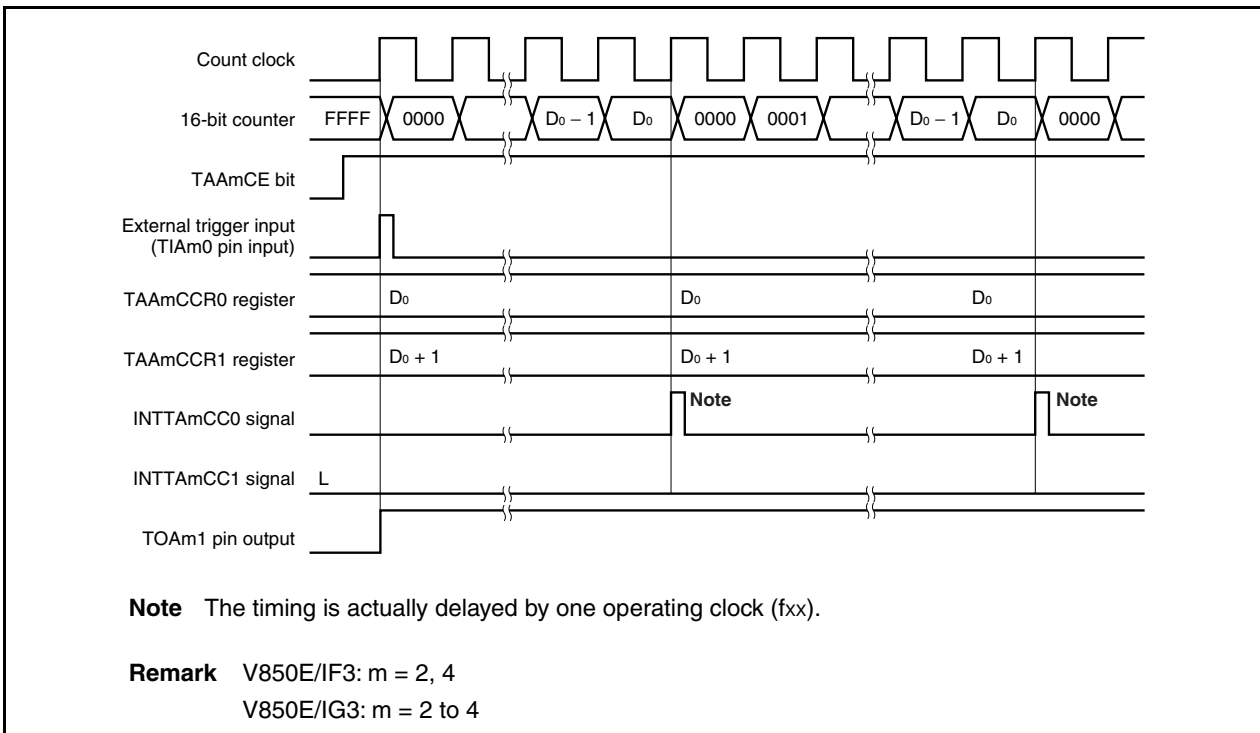 Count clock
16-bit counter FFFF 0000 D0 − 1 D0 0000 0001 D0 − 1 D0 0000
TAAmCE bit
External trigger input
(TIAm0 pin input)
TAAmCCR0 register D0 D0 D0
TAAmCCR1 register D0 + 1 D0 + 1 D0 + 1
INTTAmCC0 signal Note Note
INTTAmCC1 signal L
TOAm1 pin output
Note The timing is actually delayed by one operating clock (fxx).
Remark V850E/IF3: m = 2, 4
V850E/IG3: m = 2 to 4